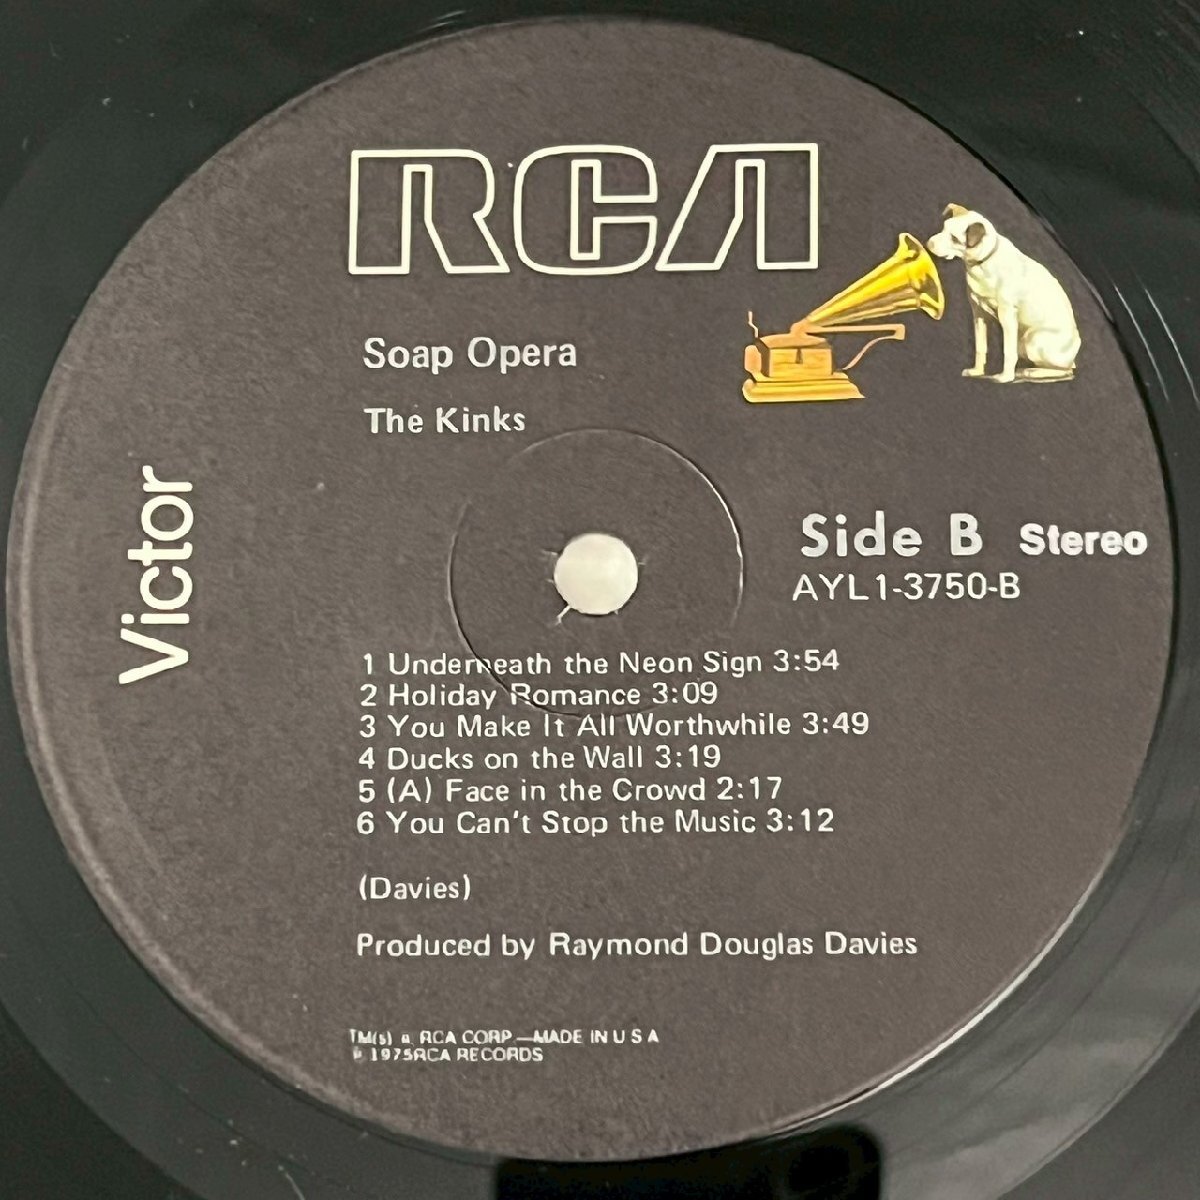 RCA
Soap Opera
The Kinks
Victor
Side B Stereo
AYL1-3750-B
1 Underneath the Neon Sign 3:54
2 Holiday Romance 3:09
3 You Make It All Worthwhile 3:49
4 Ducks on the Wall 3:19
5 (A) Face in the Crowd 2:17
6 You Can't Stop the Music 3:12
(Davies)
Produced by Raymond Douglas Davies
TM(s) ® RCA CORP.—MADE IN U S A
℗ 1975 RCA RECORDS